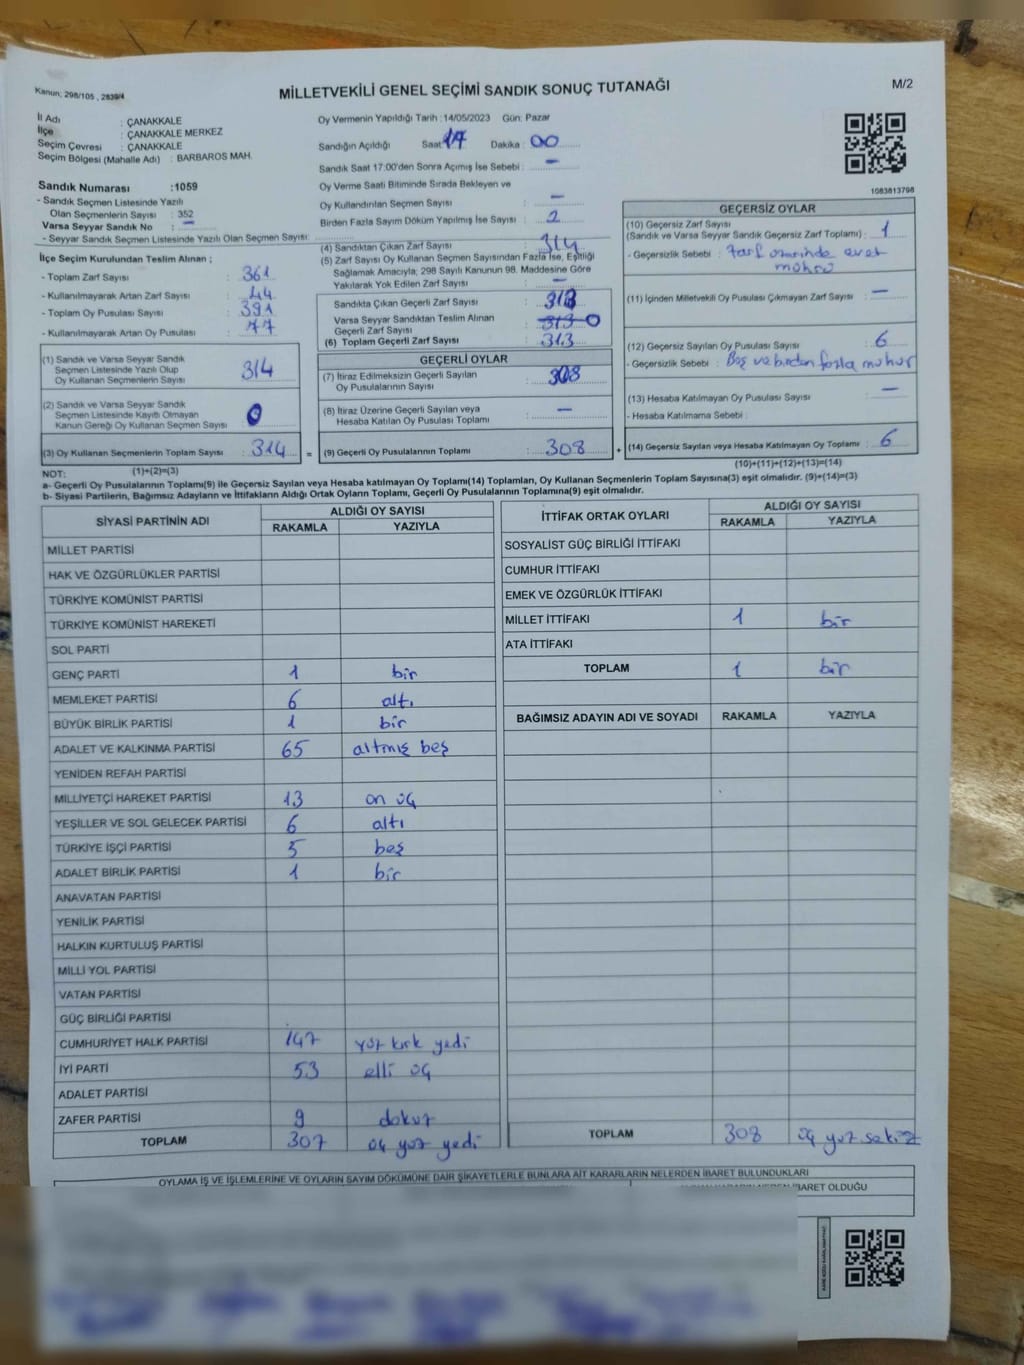 Kanun: 298/105 , 2839/4
MİLLETVEKİLİ GENEL SEÇİMİ SANDIK SONUÇ TUTANAĞI
M/2
İl Adı : ÇANAKKALE
İlçe : ÇANAKKALE MERKEZ
Seçim Çevresi : ÇANAKKALE
Seçim Bölgesi (Mahalle Adı) : BARBAROS MAH.
Sandık Numarası :1059
- Sandık Seçmen Listesinde Yazılı
Olan Seçmenlerin Sayısı : 352
Varsa Seyyar Sandık No : -
- Seyyar Sandık Seçmen Listesinde Yazılı Olan Seçmen Sayısı:
Oy Vermenin Yapıldığı Tarih :14/05/2023 Gün: Pazar
Sandığın Açıldığı Saat: 17 Dakika : 00
Sandık Saat 17:00'den Sonra Açımış İse Sebebi : -
Oy Verme Saati Bitiminde Sırada Bekleyen ve
Oy Kullandırılan Seçmen Sayısı : -
Birden Fazla Sayım Döküm Yapılmış İse Sayısı : 2
1083813798
İlçe Seçim Kurulundan Teslim Alınan ;
- Toplam Zarf Sayısı : 361
- Kullanılmayarak Artan Zarf Sayısı : 44
- Toplam Oy Pusulası Sayısı : 391
- Kullanılmayarak Artan Oy Pusulası : 77
(1) Sandık ve Varsa Seyyar Sandık
Seçmen Listesinde Yazılı Olup
Oy Kullanan Seçmenlerin Sayısı : 314
(2) Sandık ve Varsa Seyyar Sandık
Seçmen Listesinde Kayıtlı Olmayan
Kanun Gereği Oy Kullanan Seçmen Sayısı : 0
(3) Oy Kullanan Seçmenlerin Toplam Sayısı : 314 =
(4) Sandıktan Çıkan Zarf Sayısı : 314
(5) Zarf Sayısı Oy Kullanan Seçmen Sayısından Fazla İse, Eşitliği
Sağlamak Amacıyla; 298 Sayılı Kanunun 98. Maddesine Göre
Yakılarak Yok Edilen Zarf Sayısı : -
Sandıkta Çıkan Geçerli Zarf Sayısı : 313
Varsa Seyyar Sandıktan Teslim Alınan
Geçerli Zarf Sayısı : 313 0
(6) Toplam Geçerli Zarf Sayısı : 313
GEÇERLİ OYLAR
(7) İtiraz Edilmeksizin Geçerli Sayılan
Oy Pusulalarının Sayısı : 308
(8) İtiraz Üzerine Geçerli Sayılan veya
Hesaba Katılan Oy Pusulası Toplamı : -
(9) Geçerli Oy Pusulalarının Toplamı : 308 +
GEÇERSİZ OYLAR
(10) Geçersiz Zarf Sayısı
(Sandık ve Varsa Seyyar Sandık Geçersiz Zarf Toplamı) : 1
- Geçersizlik Sebebi : Zarf üzerinde evet
mührü
(11) İçinden Milletvekili Oy Pusulası Çıkmayan Zarf Sayısı : -
(12) Geçersiz Sayılan Oy Pusulası Sayısı : 6
- Geçersizlik Sebebi : Boş ve birden fazla mühür
(13) Hesaba Katılmayan Oy Pusulası Sayısı : -
- Hesaba Katılmama Sebebi :
(14) Geçersiz Sayılan veya Hesaba Katılmayan Oy Toplamı : 6
NOT: (1)+(2)=(3)
(10)+(11)+(12)+(13)=(14)
a- Geçerli Oy Pusulalarının Toplamı(9) ile Geçersiz Sayılan veya Hesaba katılmayan Oy Toplamı(14) Toplamları, Oy Kullanan Seçmenlerin Toplam Sayısına(3) eşit olmalıdır. (9)+(14)=(3)
b- Siyasi Partilerin, Bağımsız Adayların ve İttifakların Aldığı Ortak Oyların Toplamı, Geçerli Oy Pusulalarının Toplamına(9) eşit olmalıdır.
SİYASİ PARTİNİN ADI ALDIĞI OY SAYISI
RAKAMLA YAZIYLA
MİLLET PARTİSİ
HAK VE ÖZGÜRLÜKLER PARTİSİ
TÜRKİYE KOMÜNİST PARTİSİ
TÜRKİYE KOMÜNİST HAREKETİ
SOL PARTİ
GENÇ PARTİ 1 bir
MEMLEKET PARTİSİ 6 altı
BÜYÜK BİRLİK PARTİSİ 1 bir
ADALET VE KALKINMA PARTİSİ 65 altmış beş
YENİDEN REFAH PARTİSİ
MİLLİYETÇİ HAREKET PARTİSİ 13 on üç
YEŞİLLER VE SOL GELECEK PARTİSİ 6 altı
TÜRKİYE İŞÇİ PARTİSİ 5 beş
ADALET BİRLİK PARTİSİ 1 bir
ANAVATAN PARTİSİ
YENİLİK PARTİSİ
HALKIN KURTULUŞ PARTİSİ
MİLLİ YOL PARTİSİ
VATAN PARTİSİ
GÜÇ BİRLİĞİ PARTİSİ
CUMHURİYET HALK PARTİSİ 147 yüz kırk yedi
İYİ PARTİ 53 elli üç
ADALET PARTİSİ
ZAFER PARTİSİ 9 dokuz
TOPLAM 307 üç yüz yedi
İTTİFAK ORTAK OYLARI ALDIĞI OY SAYISI
RAKAMLA YAZIYLA
SOSYALİST GÜÇ BİRLİĞİ İTTİFAKI
CUMHUR İTTİFAKI
EMEK VE ÖZGÜRLÜK İTTİFAKI
MİLLET İTTİFAKI 1 bir
ATA İTTİFAKI
TOPLAM 1 bir
BAĞIMSIZ ADAYIN ADI VE SOYADI RAKAMLA YAZIYLA
TOPLAM 308 üç yüz sekiz
OYLAMA İŞ VE İŞLEMLERİNE VE OYLARIN SAYIM DÖKÜMÜNE DAİR ŞİKAYETLERLE BUNLARA AİT KARARLARIN NELERDEN İBARET BULUNDUKLARI
İBARET OLDUĞU